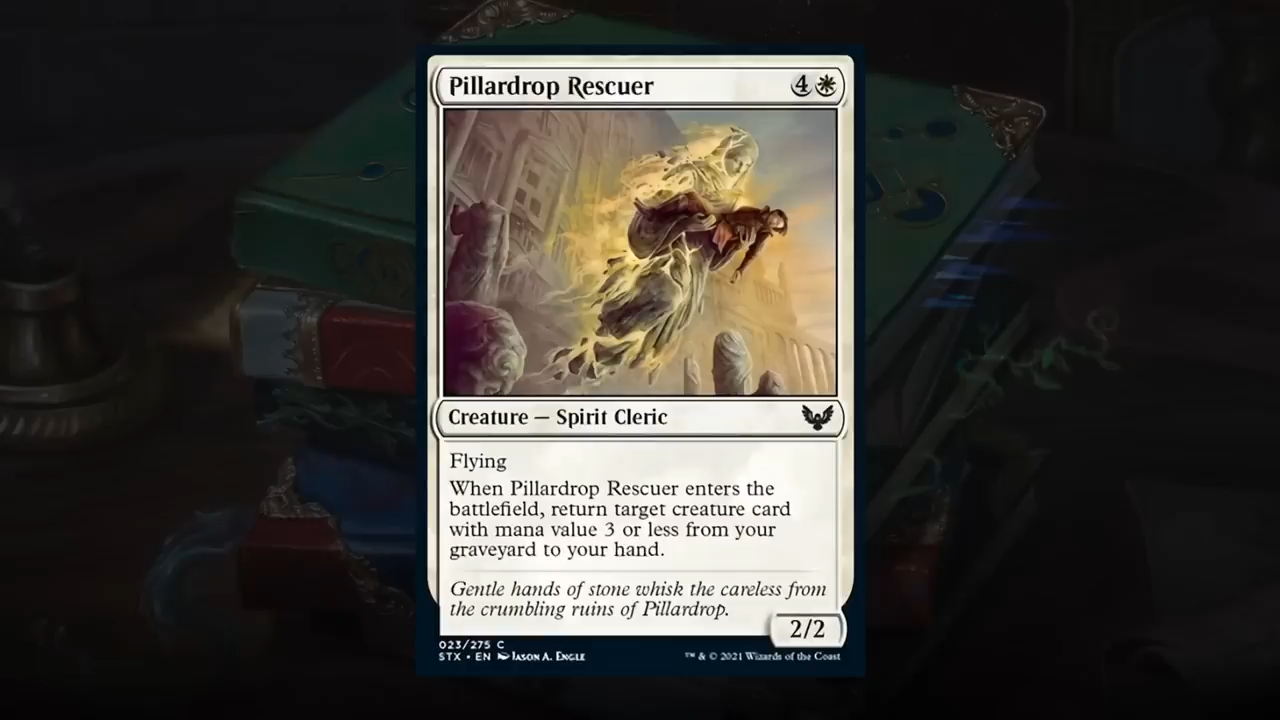 Pillardrop Rescuer 4
Creature — Spirit Cleric
Flying
When Pillardrop Rescuer enters the
battlefield, return target creature card
with mana value 3 or less from your
graveyard to your hand.
Gentle hands of stone whisk the careless from
the crumbling ruins of Pillardrop.
2/2
023/275 C
STX • EN Jason A. Engle
™ & © 2021 Wizards of the Coast